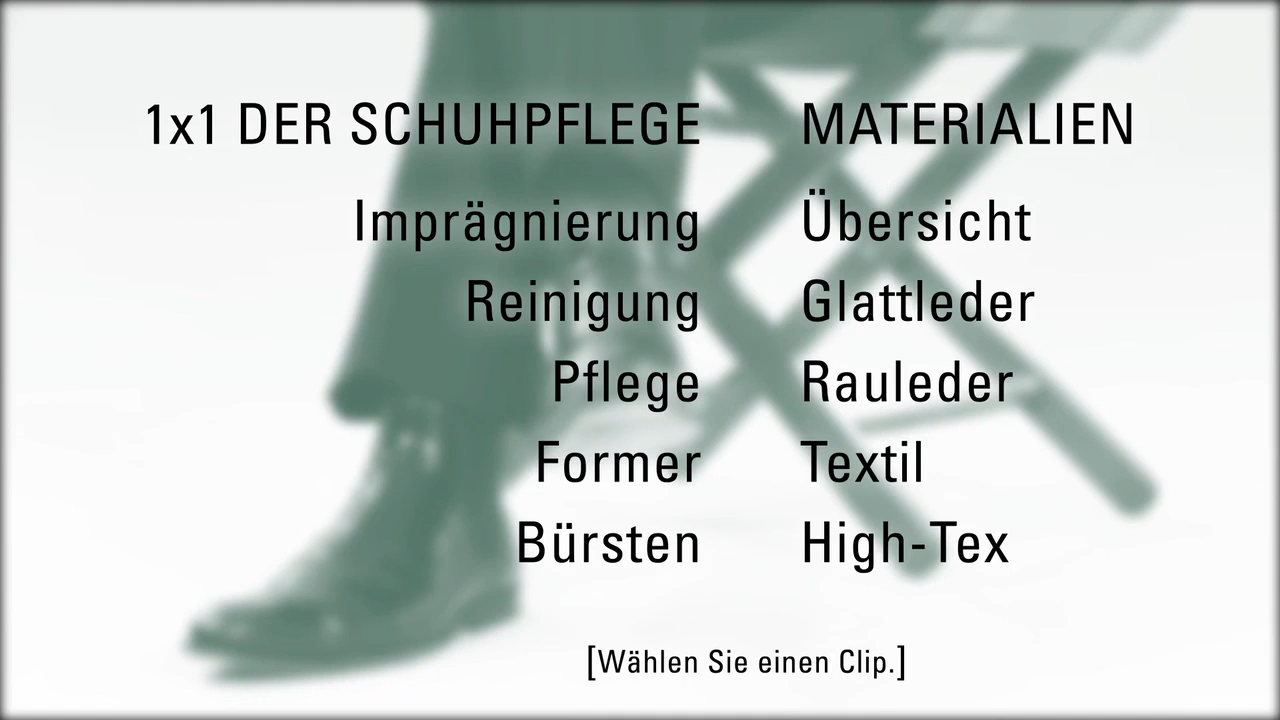 1x1 DER SCHUHPFLEGE
Imprägnierung
Reinigung
Pflege
Former
Bürsten
MATERIALIEN
Übersicht
Glattleder
Rauleder
Textil
High-Tex
[Wählen Sie einen Clip.]